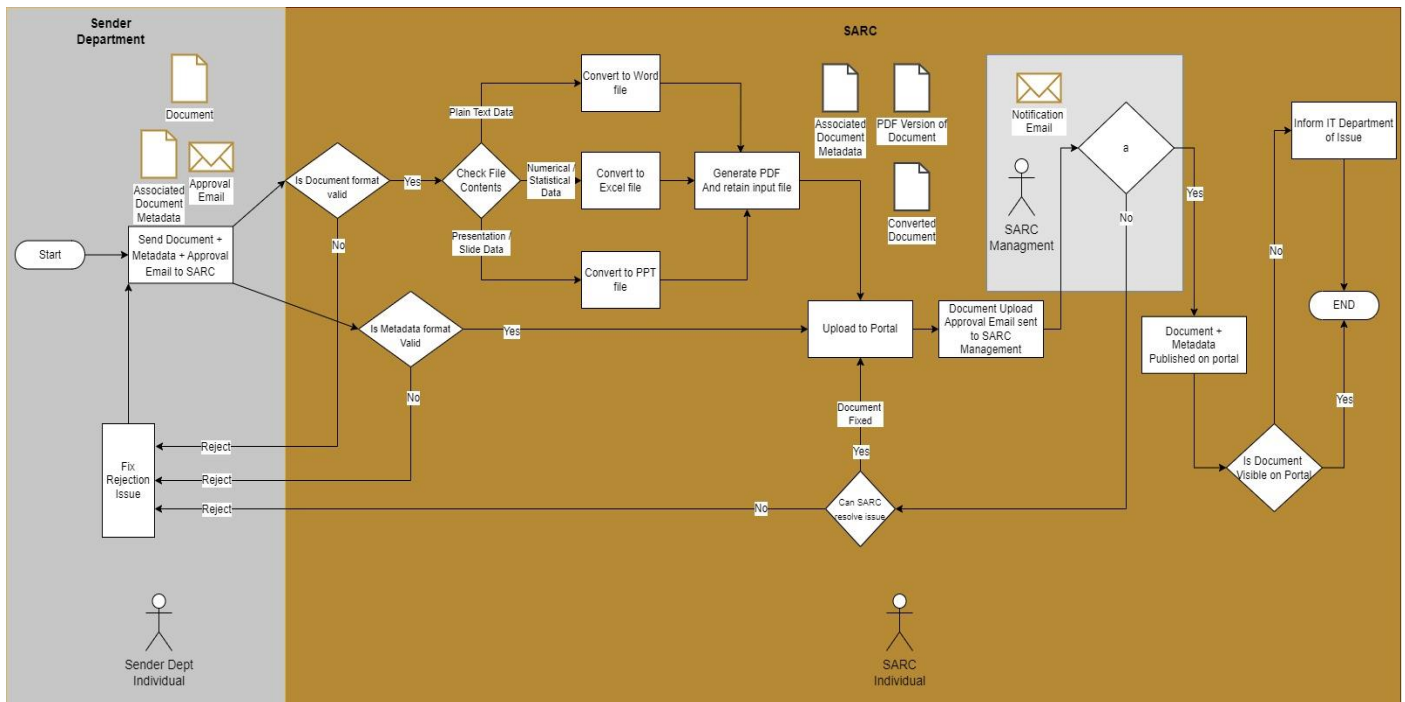 Sender
Department
SARC
Document
Associated
Document
Metadata
Approval
Email
Start
Send Document +
Metadata + Approval
Email to SARC
Fix
Rejection
Issue
Sender Dept
Individual
Is Document format
valid
Yes
No
Reject
Is Metadata format
Valid
Yes
No
Reject
Check File
Contents
Plain Text Data
Numerical /
Statistical
Data
Presentation /
Slide Data
Convert to Word
file
Convert to
Excel file
Convert to PPT
file
Generate PDF
And retain input file
Associated
Document
Metadata
PDF Version of
Document
Converted
Document
Upload to Portal
Document Upload
Approval Email sent
to SARC
Management
Notification
Email
SARC
Managment
a
Yes
No
Can SARC
resolve issue
Yes
Document
Fixed
No
Reject
Document +
Metadata
Published on portal
Is Document
Visible on Portal
No
Yes
Inform IT Department
of Issue
END
SARC
Individual